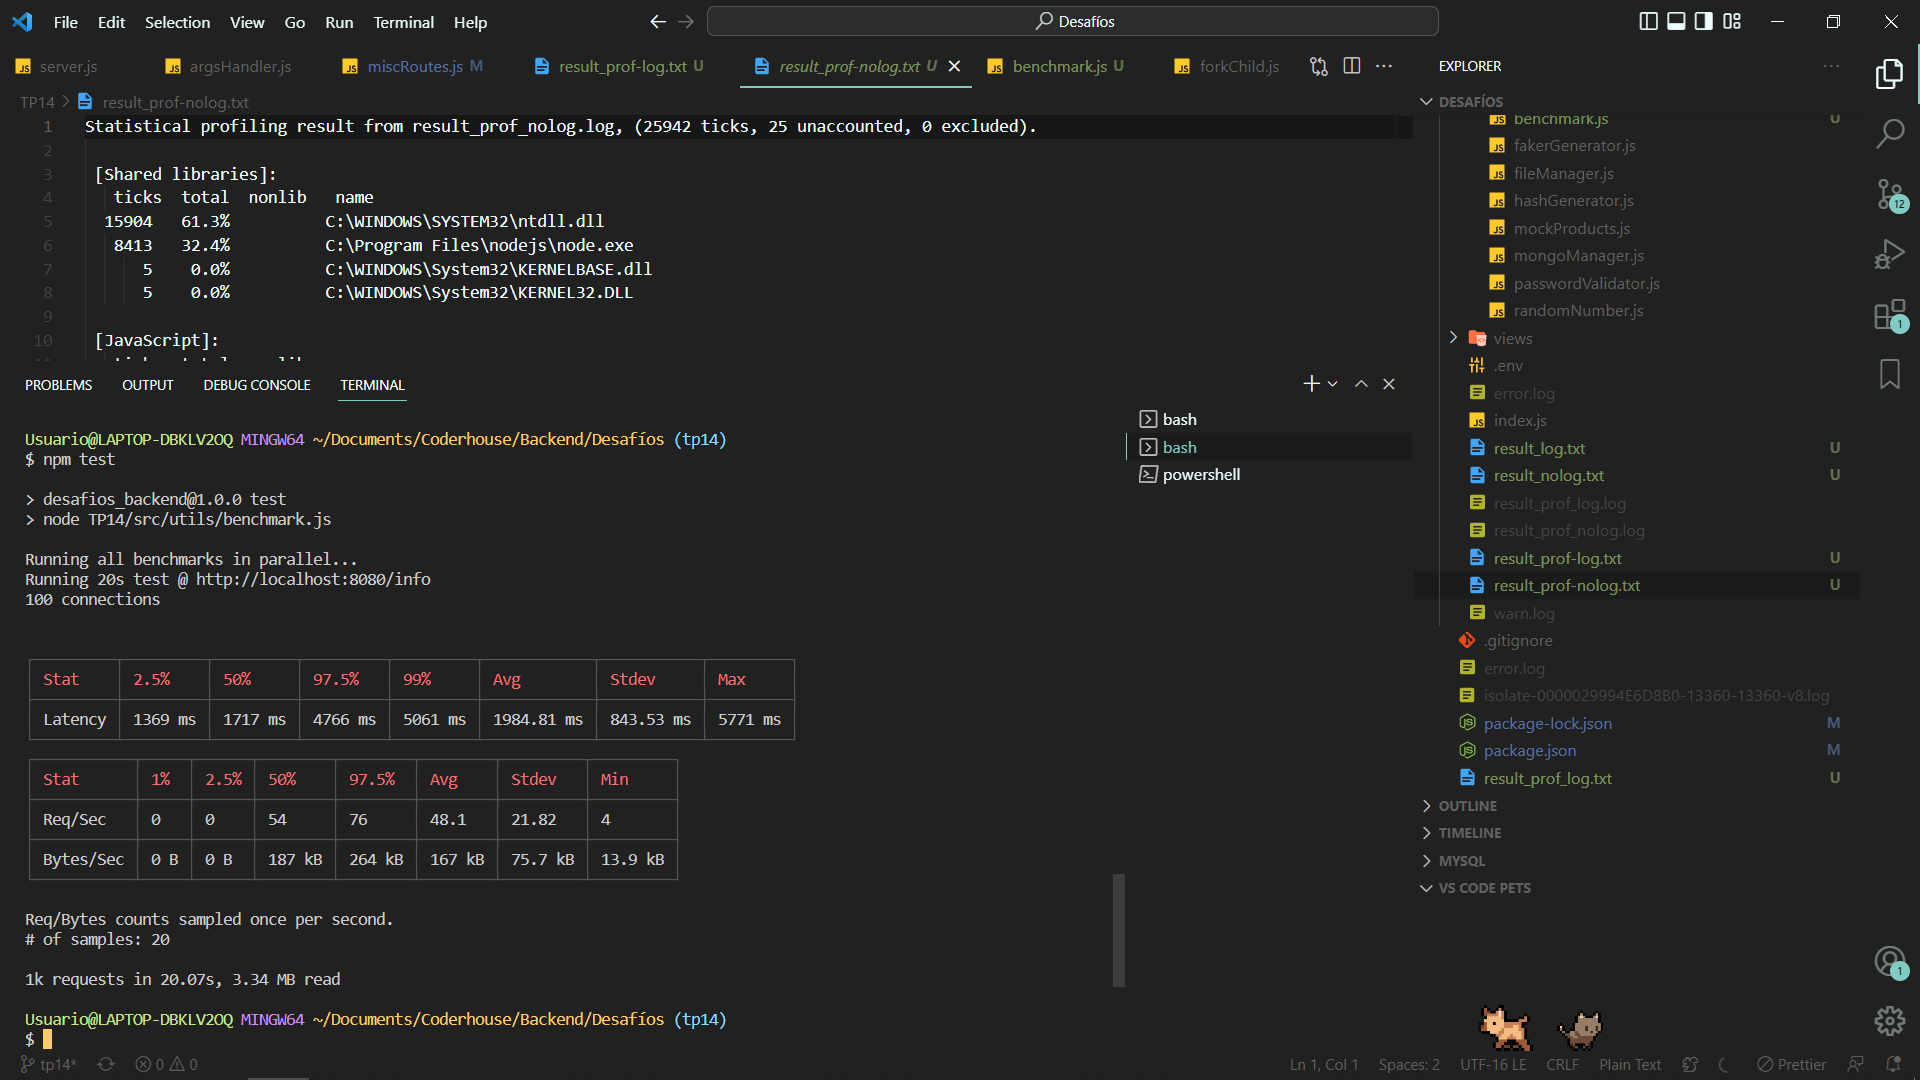 File Edit Selection View Go Run Terminal Help
Desafíos
server.js argsHandler.js miscRoutes.js M result_prof-log.txt U result_prof-nolog.txt U benchmark.js U forkChild.js
TP14 > result_prof-nolog.txt
1 Statistical profiling result from result_prof_nolog.log, (25942 ticks, 25 unaccounted, 0 excluded).
2
3 [Shared libraries]:
4 ticks total nonlib name
5 15904 61.3% C:\WINDOWS\SYSTEM32\ntdll.dll
6 8413 32.4% C:\Program Files\nodejs\node.exe
7 5 0.0% C:\WINDOWS\System32\KERNELBASE.dll
8 5 0.0% C:\WINDOWS\System32\KERNEL32.DLL
9
10 [JavaScript]:
PROBLEMS OUTPUT DEBUG CONSOLE TERMINAL
Usuario@LAPTOP-DBKLV2OQ MINGW64 ~/Documents/Coderhouse/Backend/Desafíos (tp14)
$ npm test
> desafios_backend@1.0.0 test
> node TP14/src/utils/benchmark.js
Running all benchmarks in parallel...
Running 20s test @ http://localhost:8080/info
100 connections
Stat 2.5% 50% 97.5% 99% Avg Stdev Max
Latency 1369 ms 1717 ms 4766 ms 5061 ms 1984.81 ms 843.53 ms 5771 ms
Stat 1% 2.5% 50% 97.5% Avg Stdev Min
Req/Sec 0 0 54 76 48.1 21.82 4
Bytes/Sec 0 B 0 B 187 kB 264 kB 167 kB 75.7 kB 13.9 kB
Req/Bytes counts sampled once per second.
# of samples: 20
1k requests in 20.07s, 3.34 MB read
Usuario@LAPTOP-DBKLV2OQ MINGW64 ~/Documents/Coderhouse/Backend/Desafíos (tp14)
$
bash
bash
powershell
EXPLORER
DESAFÍOS
benchmark.js U
fakerGenerator.js
fileManager.js
hashGenerator.js
mockProducts.js
mongoManager.js
passwordValidator.js
randomNumber.js
views
.env
error.log
index.js
result_log.txt U
result_nolog.txt U
result_prof_log.log
result_prof_nolog.log
result_prof-log.txt U
result_prof-nolog.txt U
warn.log
.gitignore
error.log
isolate-0000029994E6D8B0-13360-13360-v8.log
package-lock.json M
package.json M
result_prof_log.txt U
OUTLINE
TIMELINE
MYSQL
VS CODE PETS
12
1
1
tp14* 0 0 Ln 1, Col 1 Spaces: 2 UTF-16 LE CRLF Plain Text Prettier